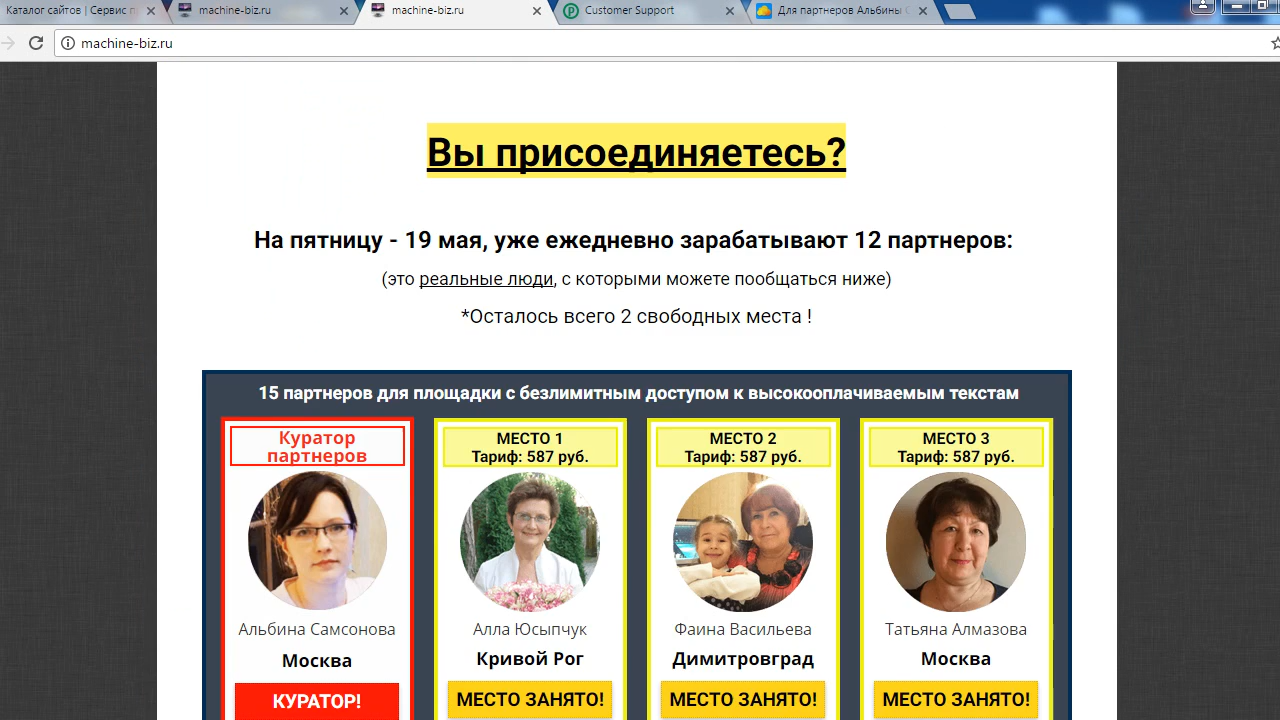 Каталог сайтов | Сервис п
machine-biz.ru
machine-biz.ru
Customer Support
Для партнеров Альбины С
machine-biz.ru
Вы присоединяетесь?
На пятницу - 19 мая, уже ежедневно зарабатывают 12 партнеров:
(это реальные люди, с которыми можете пообщаться ниже)
*Осталось всего 2 свободных места !
15 партнеров для площадки с безлимитным доступом к высокооплачиваемым текстам
Куратор
партнеров
Альбина Самсонова
Москва
КУРАТОР!
МЕСТО 1
Тариф: 587 руб.
Алла Юсыпчук
Кривой Рог
МЕСТО ЗАНЯТО!
МЕСТО 2
Тариф: 587 руб.
Фаина Васильева
Димитровград
МЕСТО ЗАНЯТО!
МЕСТО 3
Тариф: 587 руб.
Татьяна Алмазова
Москва
МЕСТО ЗАНЯТО!